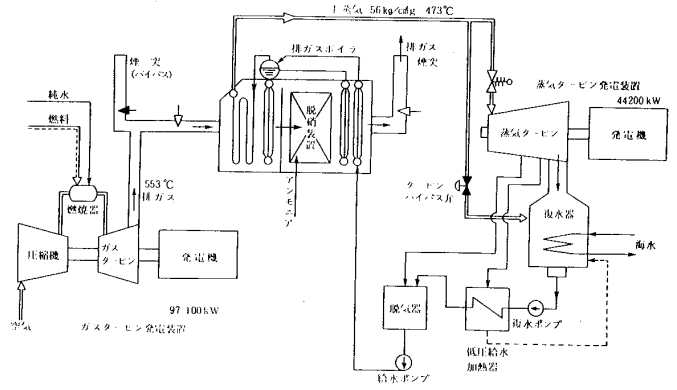 主蒸気 56kg/cm²g 473℃
煙突
(バイパス)
排ガスボイラ
排ガス
煙突
蒸気タービン発電装置
44200kW
純水
燃料
脱硝装置
蒸気タービン
発電機
553℃
排ガス
アンモニア
タービン
バイパス弁
燃焼器
復水器
圧縮機
ガス
タービン
発電機
海水
脱気器
97 100kW
復水ポンプ
空気
ガスタービン発電装置
低圧給水
加熱器
給水ポンプ